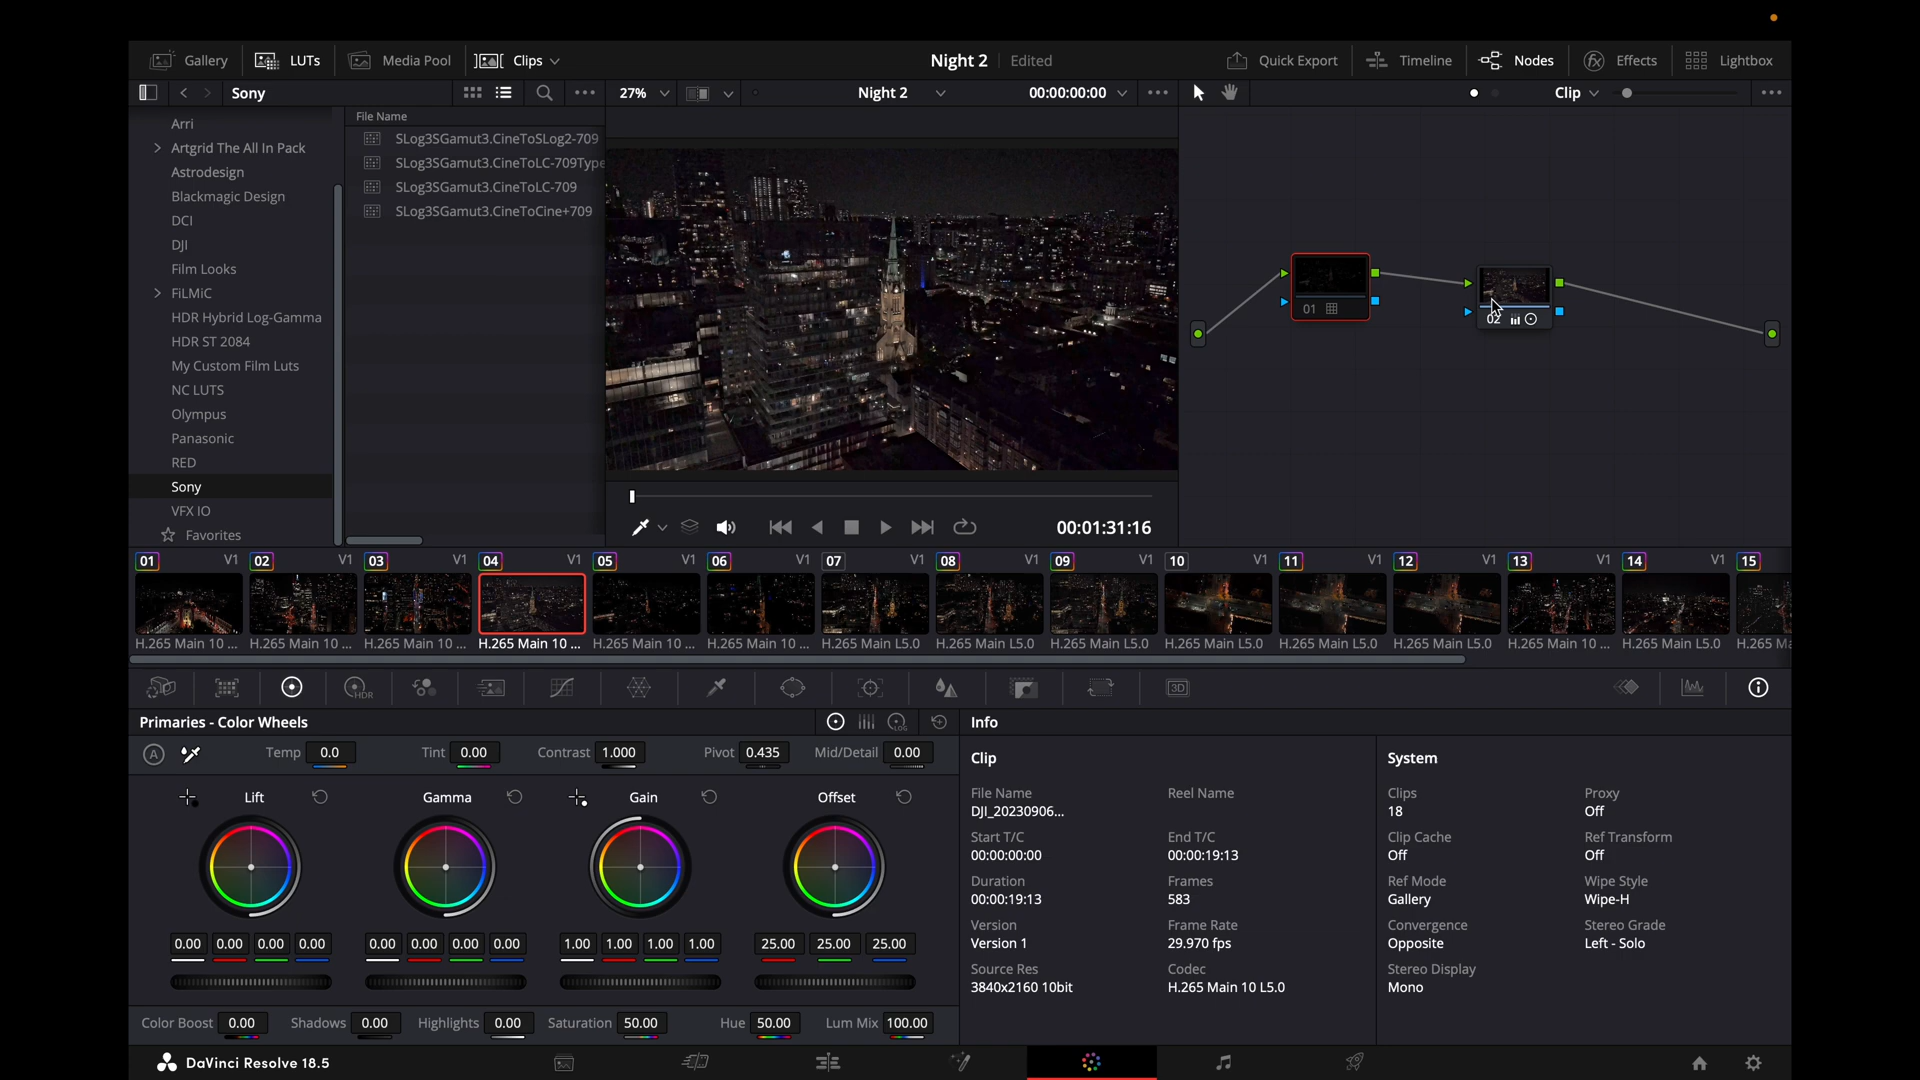 Gallery LUTs Media Pool Clips Night 2 Edited Quick Export Timeline Nodes Effects Lightbox
Sony 27% Night 2 00:00:00:00 Clip
File Name
Arri
Artgrid The All In Pack
Astrodesign
Blackmagic Design
DCI
DJI
Film Looks
FiLMiC
HDR Hybrid Log-Gamma
HDR ST 2084
My Custom Film Luts
NC LUTS
Olympus
Panasonic
RED
Sony
VFX IO
Favorites
SLog3SGamut3.CineToSLog2-709
SLog3SGamut3.CineToLC-709Type
SLog3SGamut3.CineToLC-709
SLog3SGamut3.CineToCine+709
01
02
00:01:31:16
01 V1 02 V1 03 V1 04 V1 05 V1 06 V1 07 V1 08 V1 09 V1 10 V1 11 V1 12 V1 13 V1 14 V1 15
H.265 Main 10 ... H.265 Main 10 ... H.265 Main 10 ... H.265 Main 10 ... H.265 Main 10 ... H.265 Main 10 ... H.265 Main L5.0 H.265 Main L5.0 H.265 Main L5.0 H.265 Main L5.0 H.265 Main L5.0 H.265 Main L5.0 H.265 Main 10 ... H.265 Main L5.0 H.265 Ma
HDR 3D
Primaries - Color Wheels
LOG
A Temp 0.0 Tint 0.00 Contrast 1.000 Pivot 0.435 Mid/Detail 0.00
Lift Gamma Gain Offset
0.00 0.00 0.00 0.00 0.00 0.00 0.00 0.00 1.00 1.00 1.00 1.00 25.00 25.00 25.00
Color Boost 0.00 Shadows 0.00 Highlights 0.00 Saturation 50.00 Hue 50.00 Lum Mix 100.00
Info
Clip
File Name Reel Name
DJI_20230906...
Start T/C End T/C
00:00:00:00 00:00:19:13
Duration Frames
00:00:19:13 583
Version Frame Rate
Version 1 29.970 fps
Source Res Codec
3840x2160 10bit H.265 Main 10 L5.0
System
Clips Proxy
18 Off
Clip Cache Ref Transform
Off Off
Ref Mode Wipe Style
Gallery Wipe-H
Convergence Stereo Grade
Opposite Left - Solo
Stereo Display
Mono
DaVinci Resolve 18.5